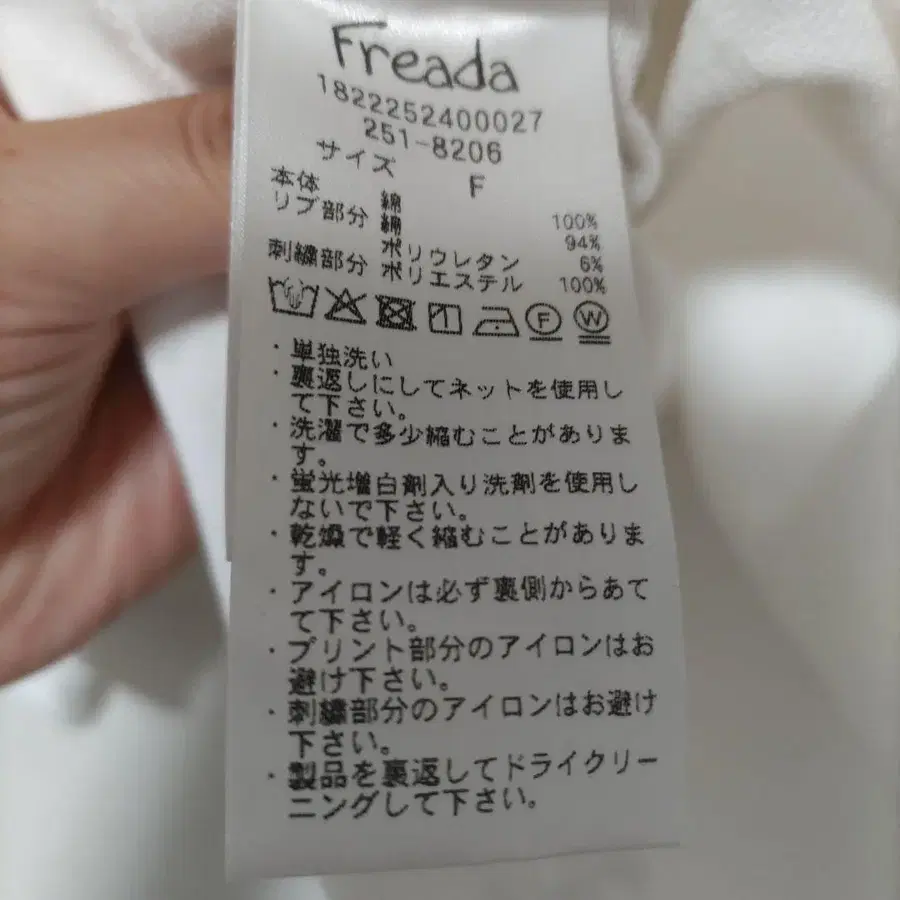 Freada
1822252400027
251-8206
サイズ F
本体 綿 100%
リブ部分 綿 94%
ポリウレタン 6%
刺繍部分 ポリエステル 100%
F W
・単独洗い
・裏返しにしてネットを使用し
て下さい。
・洗濯で多少縮むことがありま
す。
・蛍光増白剤入り洗剤を使用し
ないで下さい。
・乾燥で軽く縮むことがありま
す。
・アイロンは必ず裏側からあて
て下さい。
・プリント部分のアイロンはお
避け下さい。
・刺繍部分のアイロンはお避け
下さい。
・製品を裏返してドライクリー
ニングして下さい。